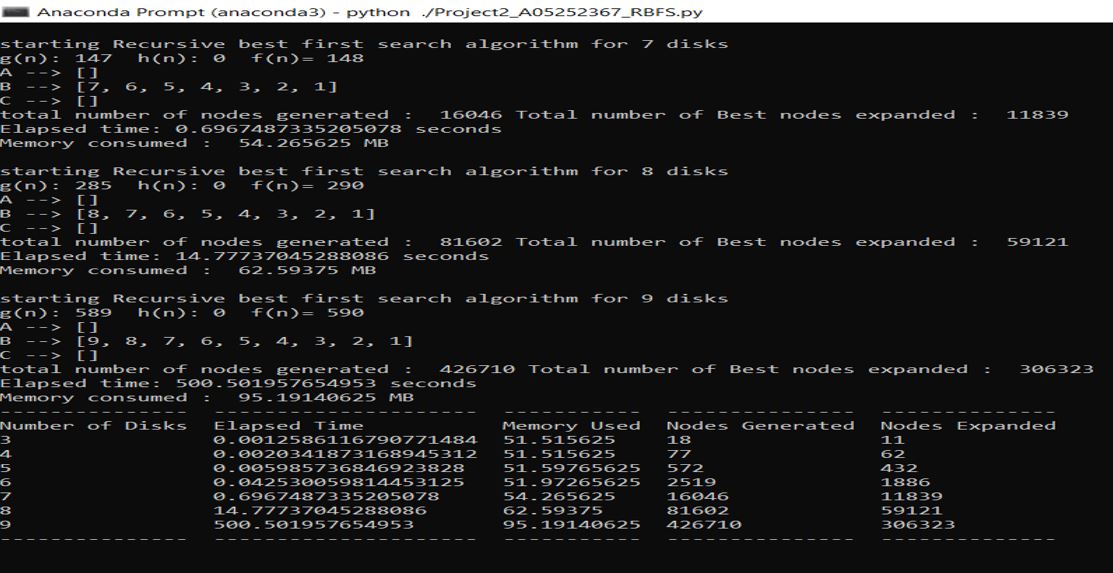 Anaconda Prompt (anaconda3) - python ./Project2_A05252367_RBFS.py
starting Recursive best first search algorithm for 7 disks
g(n): 147 h(n): 0 f(n)= 148
A --> []
B --> [7, 6, 5, 4, 3, 2, 1]
C --> []
total number of nodes generated : 16046 Total number of Best nodes expanded : 11839
Elapsed time: 0.6967487335205078 seconds
Memory consumed : 54.265625 MB
starting Recursive best first search algorithm for 8 disks
g(n): 285 h(n): 0 f(n)= 290
A --> []
B --> [8, 7, 6, 5, 4, 3, 2, 1]
C --> []
total number of nodes generated : 81602 Total number of Best nodes expanded : 59121
Elapsed time: 14.77737045288086 seconds
Memory consumed : 62.59375 MB
starting Recursive best first search algorithm for 9 disks
g(n): 589 h(n): 0 f(n)= 590
A --> []
B --> [9, 8, 7, 6, 5, 4, 3, 2, 1]
C --> []
total number of nodes generated : 426710 Total number of Best nodes expanded : 306323
Elapsed time: 500.501957654953 seconds
Memory consumed : 95.19140625 MB
--------------- --------------------- ----------- --------------- --------------
Number of Disks Elapsed Time Memory Used Nodes Generated Nodes Expanded
3 0.0012586116790771484 51.515625 18 11
4 0.0020341873168945312 51.515625 77 62
5 0.005985736846923828 51.59765625 572 432
6 0.042530059814453125 51.97265625 2519 1886
7 0.6967487335205078 54.265625 16046 11839
8 14.77737045288086 62.59375 81602 59121
9 500.501957654953 95.19140625 426710 306323
--------------- --------------------- ----------- --------------- --------------